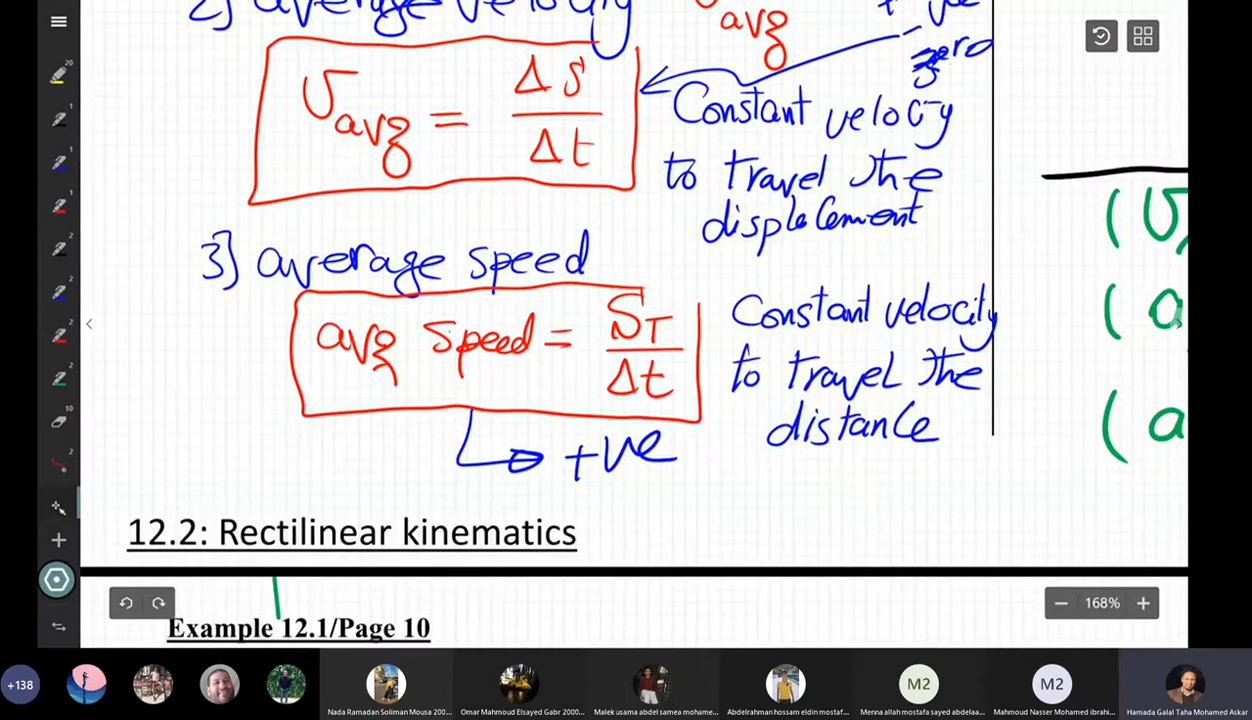 2) average velocity
avg
+ ve
- zero
υavg = Δs / Δt
Constant velocity
to travel the
displacement
3) average speed
avg speed = ST / Δt
Constant velocity
to travel the
distance
+ve
(υ
(a
(a
12.2: Rectilinear kinematics
Example 12.1/Page 10
168%
+138
Nada Ramadan Soliman Mousa 200...
Omar Mahmoud Elsayed Gabr 2000...
Malek usama abdel samea mohame...
Abdelrahman hossam eldin mostaf...
M2
Menna allah mostafa sayed abdelaa...
M2
Mahmoud Nasser Mohamed ibrahi...
Hamada Galal Taha Mohamed Askar